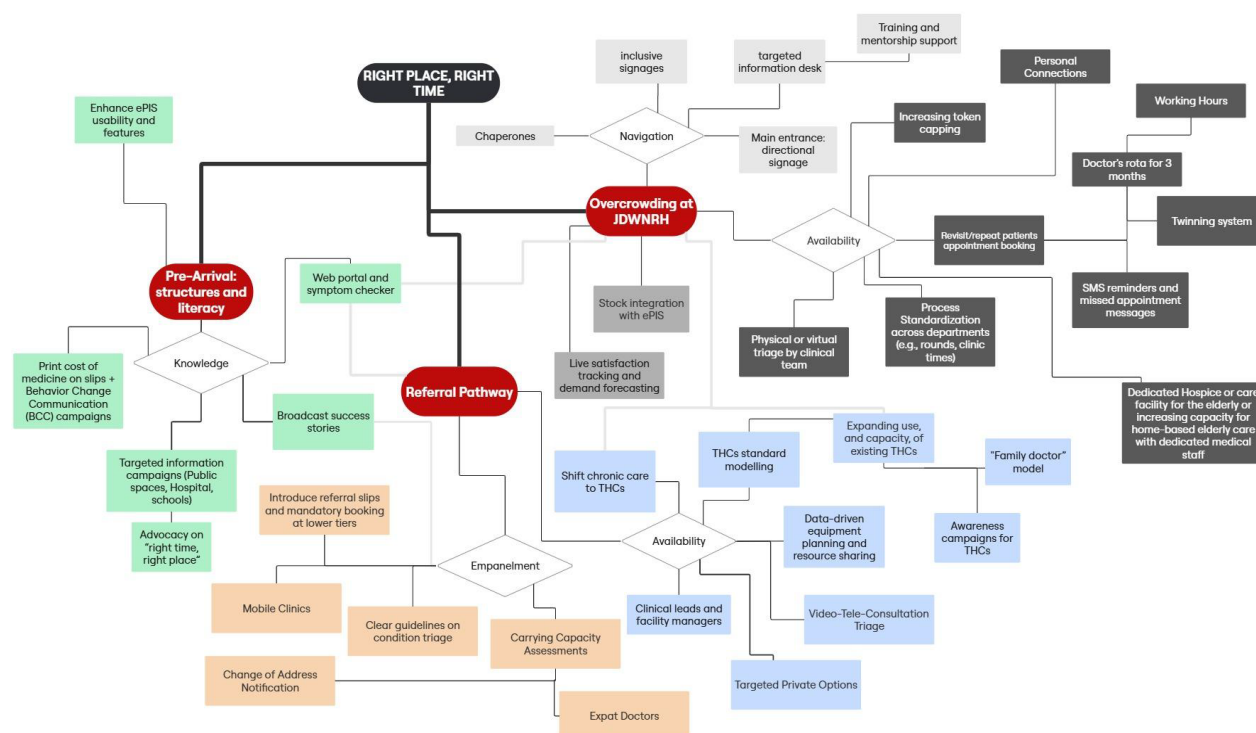 RIGHT PLACE, RIGHT
TIME
inclusive
signages
targeted
information desk
Training and
mentorship support
Personal
Connections
Enhance ePIS
usability and
features
Chaperones
Navigation
Main entrance:
directional
signage
Increasing token
capping
Working Hours
Doctor's rota for 3
months
Overcrowding at
JDWNRH
Availability
Revisit/repeat patients
appointment booking
Twinning system
Pre-Arrival:
structures and
literacy
Web portal and
symptom checker
Stock integration
with ePIS
SMS reminders and
missed appointment
messages
Physical or virtual
triage by clinical
team
Process
Standardization
across departments
(e.g., rounds, clinic
times)
Knowledge
Print cost of
medicine on slips +
Behavior Change
Communication
(BCC) campaigns
Live satisfaction
tracking and
demand forecasting
Referral Pathway
Broadcast success
stories
Dedicated Hospice or care
facility for the elderly or
increasing capacity for
home-based elderly care
with dedicated medical
staff
Targeted information
campaigns (Public
spaces, Hospital,
schools)
Advocacy on
"right time,
right place"
Shift chronic care
to THCs
THCs standard
modelling
Expanding use,
and capacity, of
existing THCs
"Family doctor"
model
Introduce referral slips
and mandatory booking
at lower tiers
Availability
Data-driven
equipment
planning and
resource sharing
Awareness
campaigns for
THCs
Empanelment
Mobile Clinics
Clear guidelines on
condition triage
Carrying Capacity
Assessments
Clinical leads and
facility managers
Video-Tele-Consultation
Triage
Change of Address
Notification
Expat Doctors
Targeted Private Options